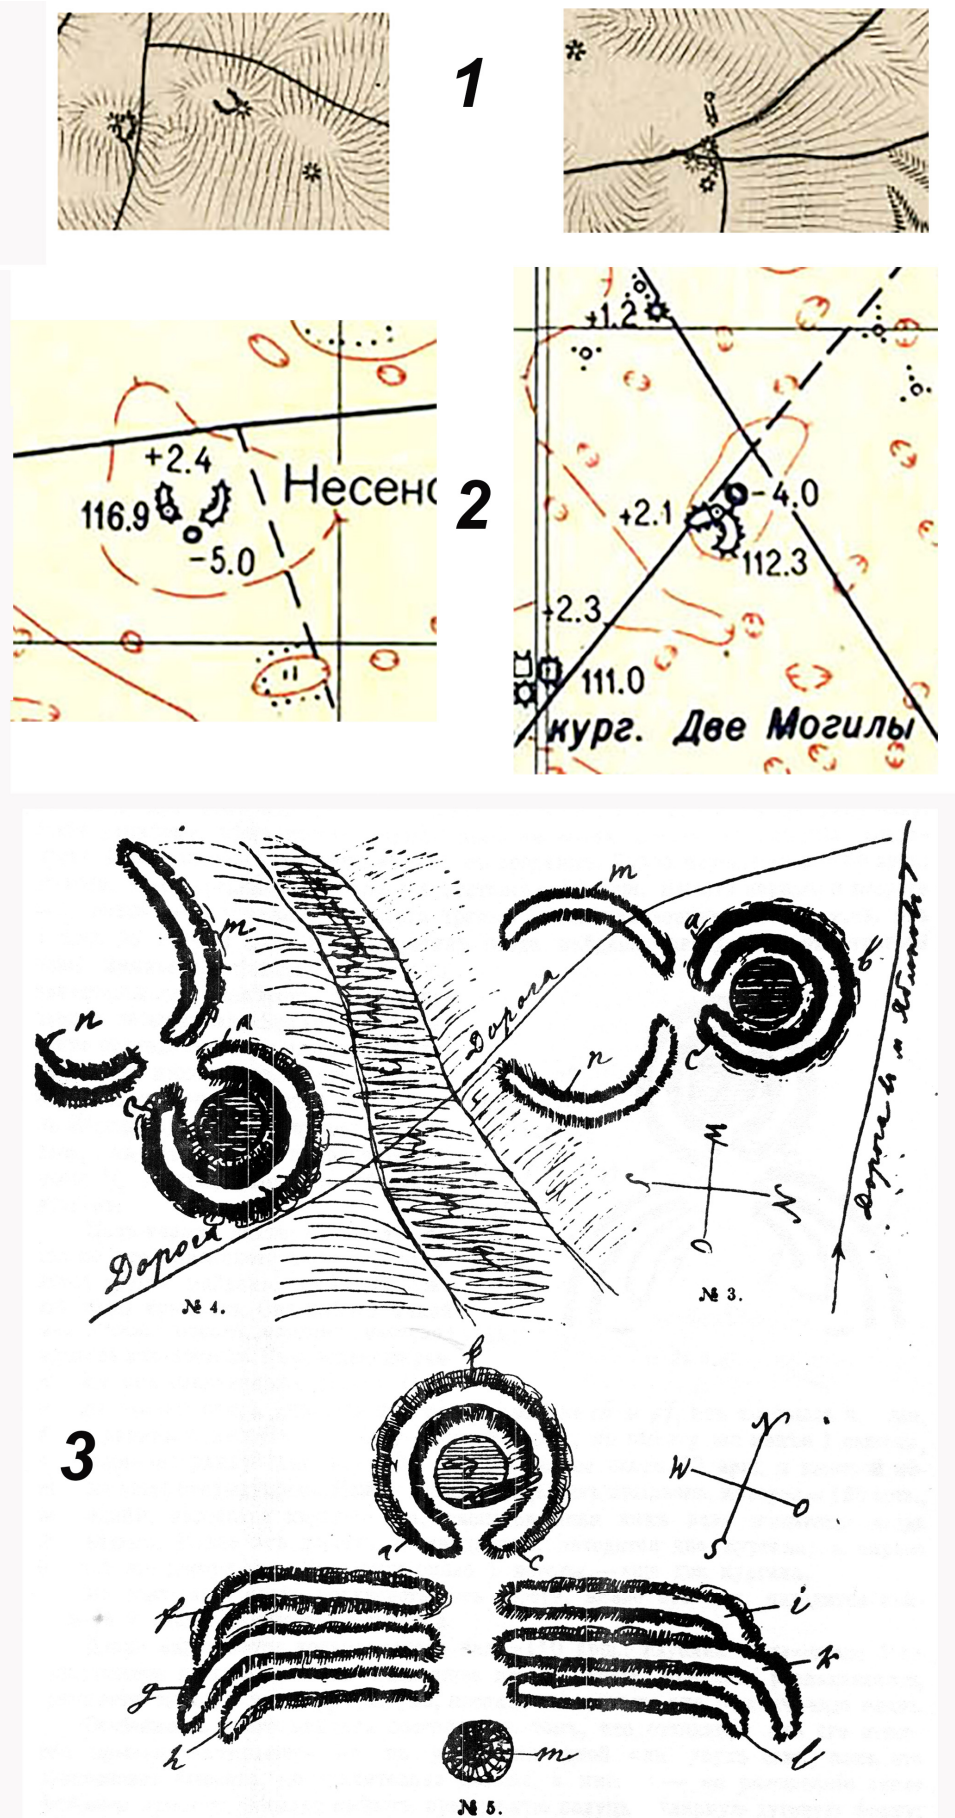 1
+2.4
Несено
116.9
-5.0
2
+1.2
-4.0
+2.1
112.3
+2.3
111.0
кург. Две Могилы
m
m
a
b
n
a
c
n
c
Дорога
W
S
N
O
Дорога
№ 4.
№ 3.
3
b
N
W
O
S
a
c
f
i
g
k
h
l
m
№ 5.